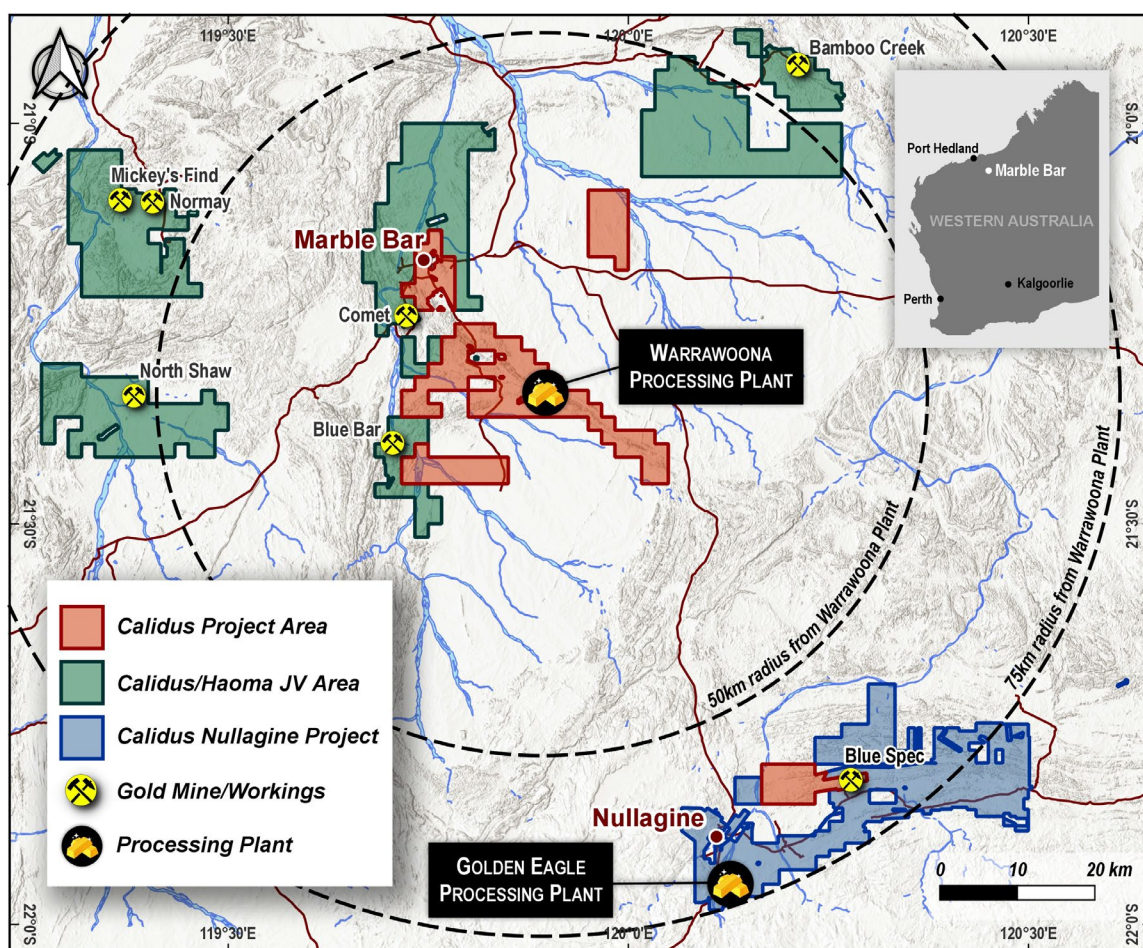 119°30'E
120°0'E
120°30'E
Bamboo Creek
21°0'S
21°0'S
Port Hedland
Marble Bar
WESTERN AUSTRALIA
Kalgoorlie
Perth
Mickey's Find
Normay
Marble Bar
Comet
WARRAWOONA
PROCESSING PLANT
North Shaw
Blue Bar
21°30'S
21°30'S
50km radius from Warrawoona Plant
75km radius from Warrawoona Plant
Calidus Project Area
Calidus/Haoma JV Area
Calidus Nullagine Project
Gold Mine/Workings
Processing Plant
Blue Spec
Nullagine
GOLDEN EAGLE
PROCESSING PLANT
0 10 20 km
22°0'S
22°0'S
119°30'E
120°0'E
120°30'E